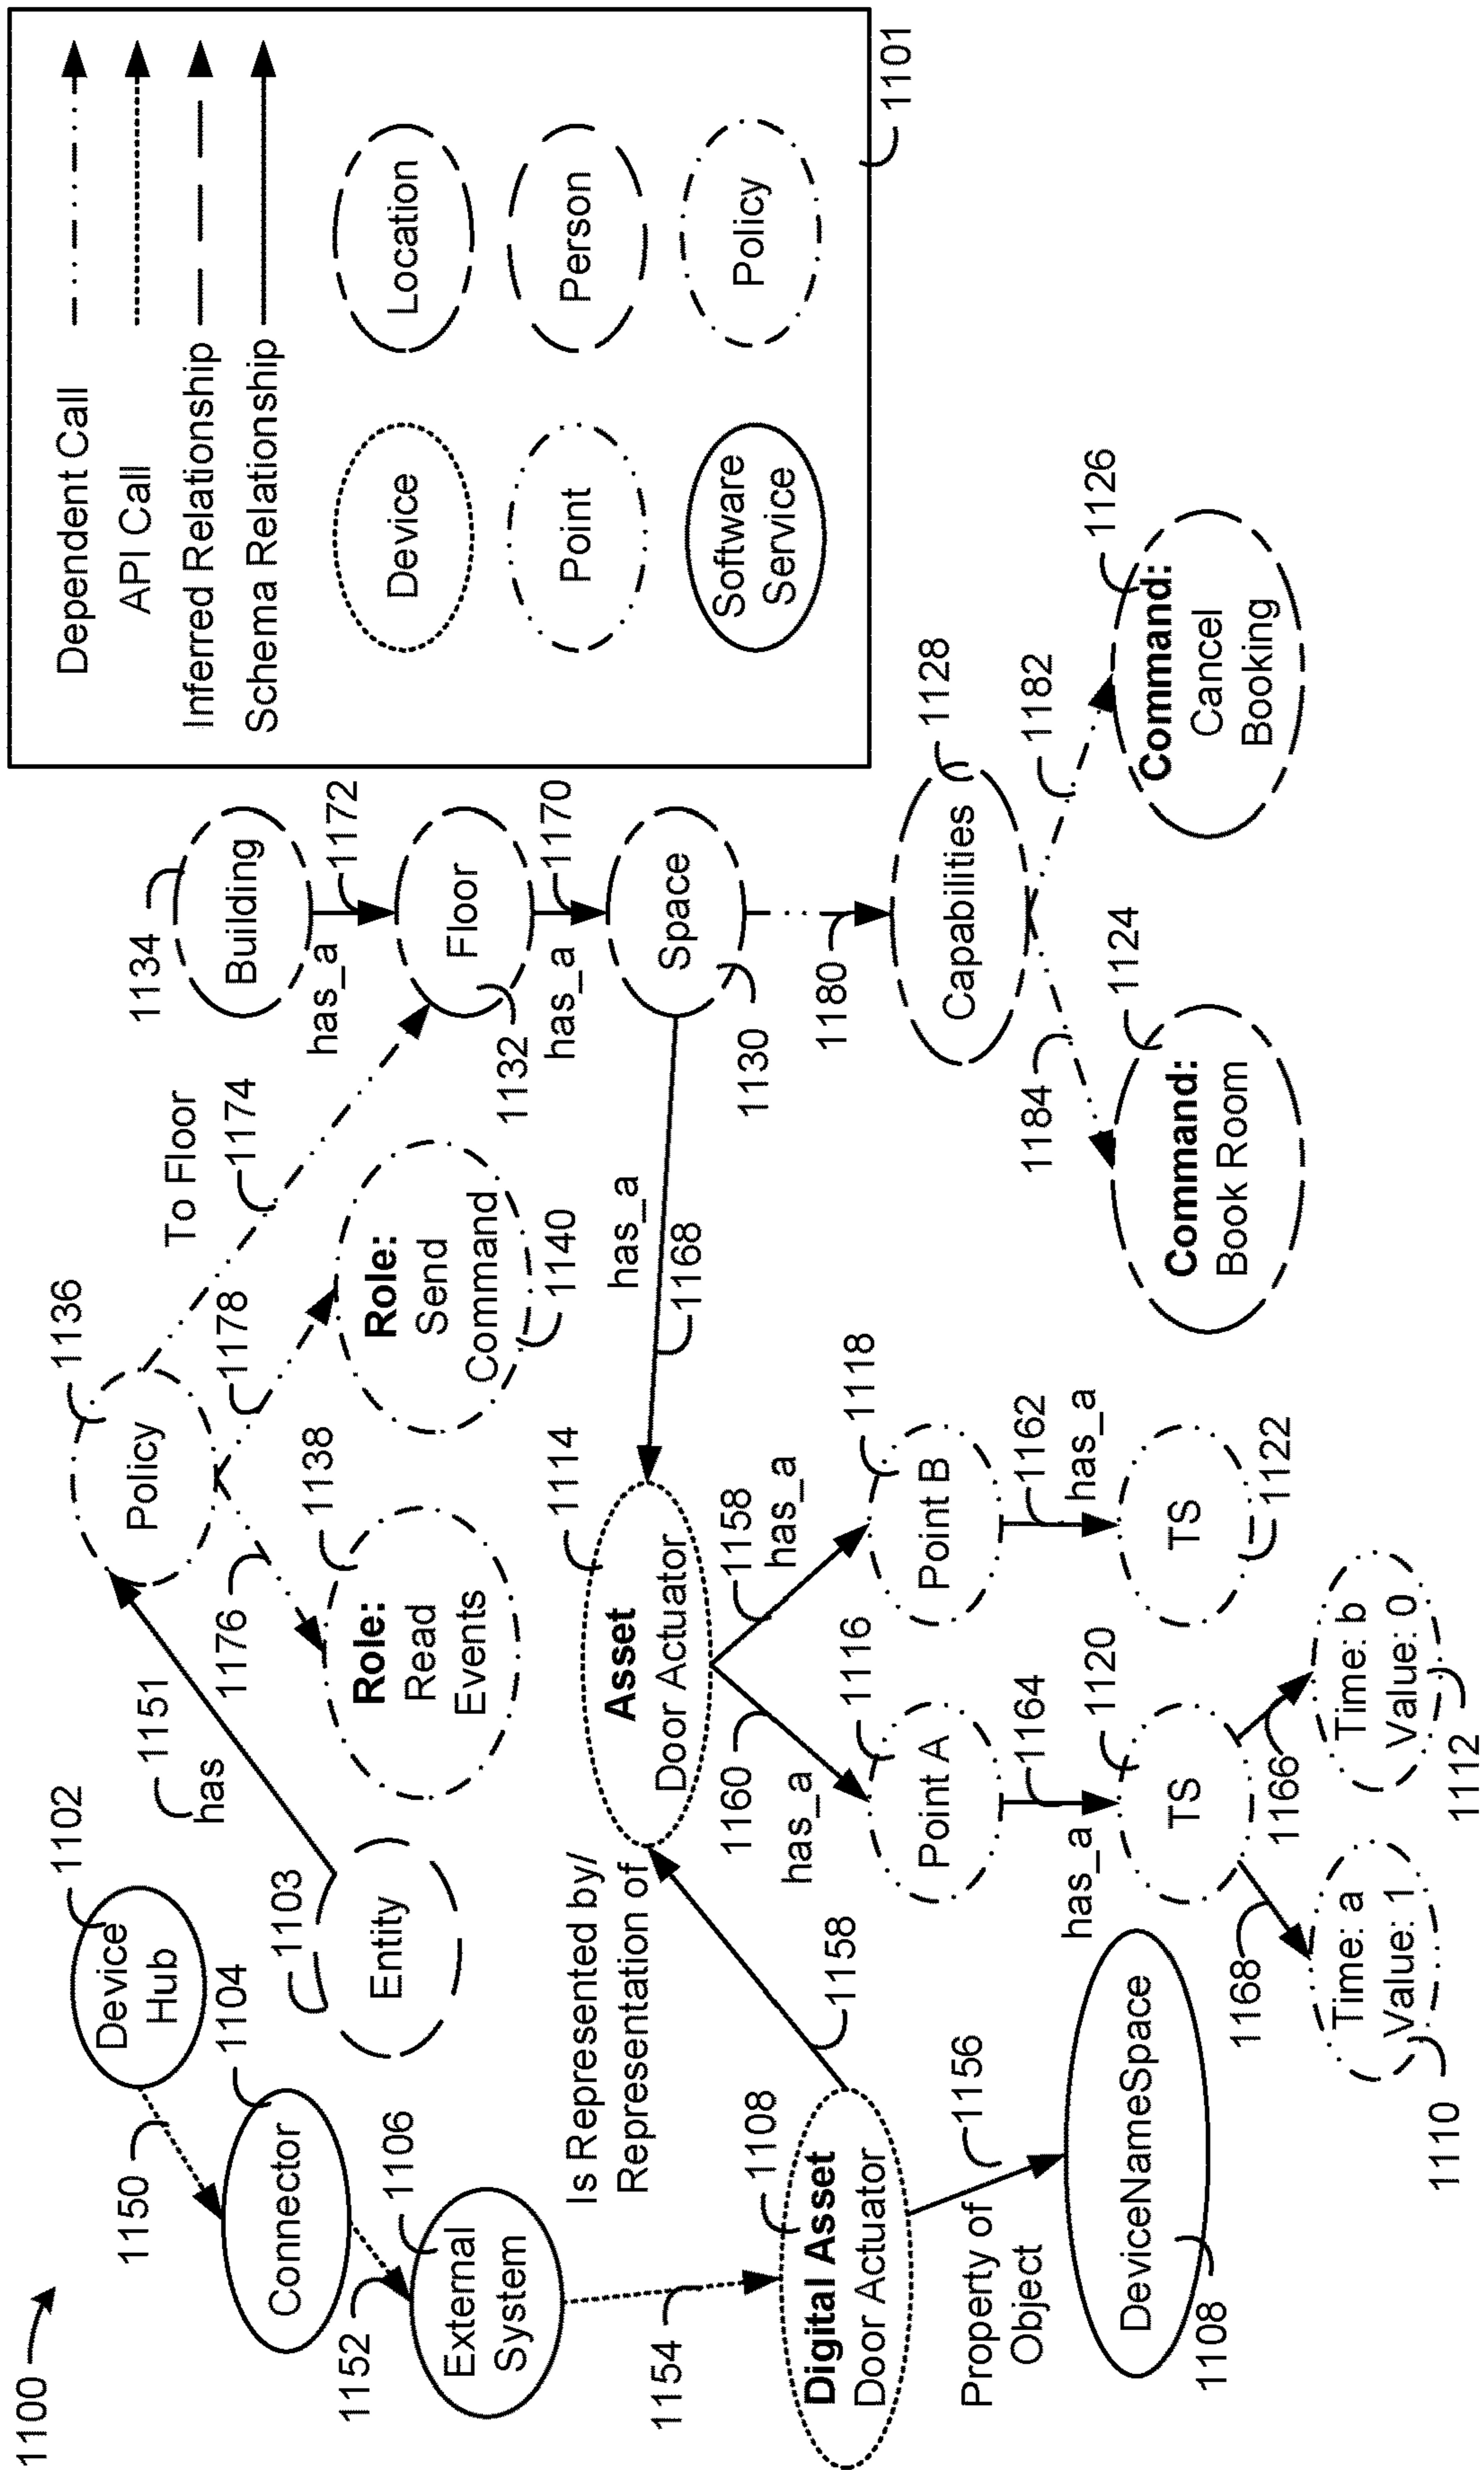 1100
Device
Hub
1102
1150
Connector
1104
1152
External
System
1106
1154
Entity
1103
has
1151
Policy
1136
1176
1178
To Floor
1174
Role:
Read
Events
1138
Role:
Send
Command
1140
Building
1134
has_a
1172
Floor
1132
has_a
1170
Space
1130
has_a
1168
1180
Capabilities
1128
1184
1182
Command:
Book Room
1124
Command:
Cancel
Booking
1126
Is Represented by/
Representation of
1158
Digital Asset
Door Actuator
1108
Property of
Object
1156
DeviceNameSpace
1108
Asset
Door Actuator
1114
1160
has_a
1158
has_a
Point A
1116
Point B
1118
has_a
1164
1162
has_a
TS
1120
TS
1122
1168
1166
Time: a
Value: 1
1110
Time: b
Value: 0
1112
Dependent Call
API Call
Inferred Relationship
Schema Relationship
Device
Location
Point
Person
Software
Service
Policy
1101